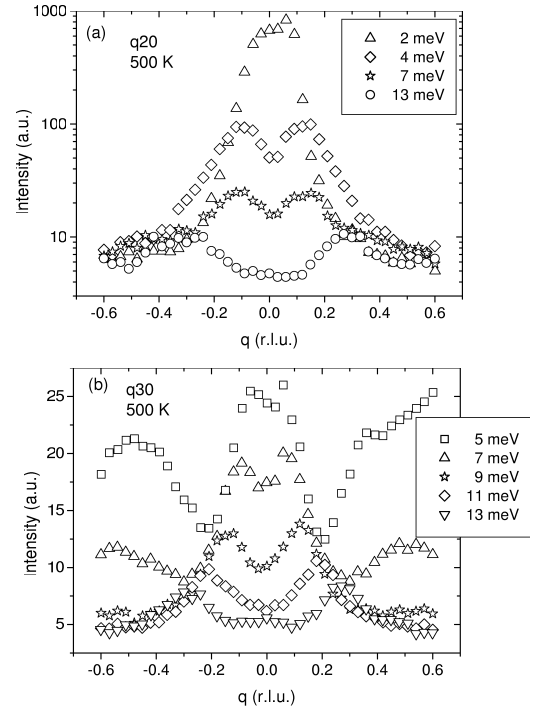 1000
(a)
q20
500 K
2 meV
4 meV
7 meV
13 meV
100
10
Intensity (a.u.)
-0.6 -0.4 -0.2 0.0 0.2 0.4 0.6
q (r.l.u.)
(b)
q30
500 K
25
20
15
10
5
Intensity (a.u.)
5 meV
7 meV
9 meV
11 meV
13 meV
-0.6 -0.4 -0.2 0.0 0.2 0.4 0.6
q (r.l.u.)